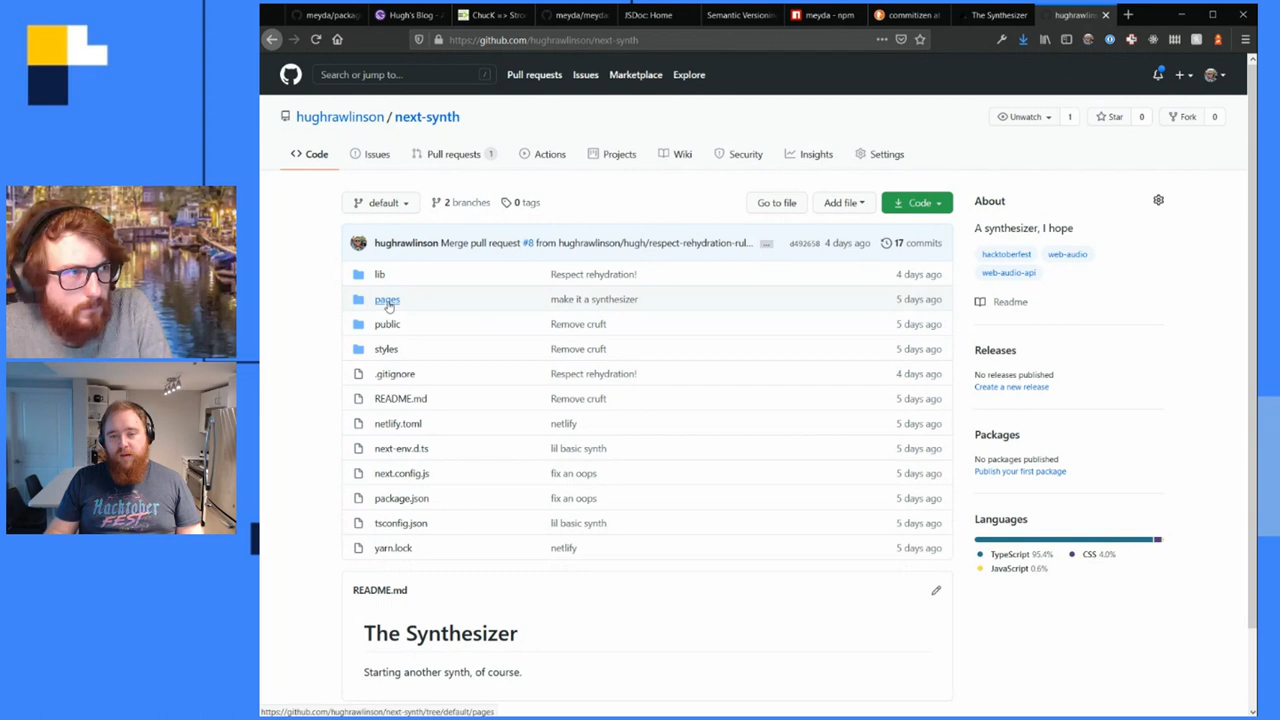 meyda/packag
Hugh's Blog -
ChucK => Stro
meyda/meyda
JSDoc: Home
Semantic Versioning
meyda - npm
commitizen at
The Synthesizer
hughrawlinson
https://github.com/hughrawlinson/next-synth
Search or jump to... /
Pull requests
Issues
Marketplace
Explore
hughrawlinson / next-synth
Unwatch 1
Star 0
Fork 0
Code
Issues
Pull requests 1
Actions
Projects
Wiki
Security
Insights
Settings
default
2 branches
0 tags
Go to file
Add file
Code
hughrawlinson Merge pull request #8 from hughrawlinson/hugh/respect-rehydration-rul... d492658 4 days ago 17 commits
lib Respect rehydration! 4 days ago
pages make it a synthesizer 5 days ago
public Remove cruft 5 days ago
styles Remove cruft 5 days ago
.gitignore Respect rehydration! 4 days ago
README.md Remove cruft 5 days ago
netlify.toml netlify 5 days ago
next-env.d.ts lil basic synth 5 days ago
next.config.js fix an oops 5 days ago
package.json fix an oops 5 days ago
tsconfig.json lil basic synth 5 days ago
yarn.lock netlify 5 days ago
README.md
The Synthesizer
Starting another synth, of course.
About
A synthesizer, I hope
hacktoberfest
web-audio
web-audio-api
Readme
Releases
No releases published
Create a new release
Packages
No packages published
Publish your first package
Languages
TypeScript 95.4%
CSS 4.0%
JavaScript 0.6%
https://github.com/hughrawlinson/next-synth/tree/default/pages
Hacktober
FEST